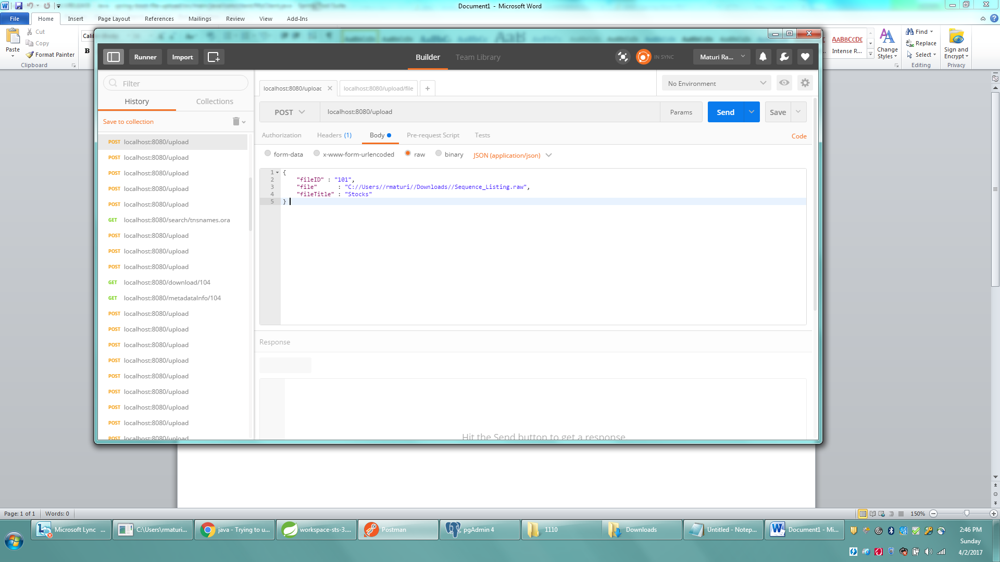 Document1 - Microsoft Word
File Home Insert Page Layout References Mailings Review View Add-Ins
Paste
Cut
Copy
Format Painter
Clipboard
B
AABBCCDI
Intense R...
Change
Styles
Find
Replace
Select
Editing
Sign and
Encrypt
Privacy
Runner Import Builder Team Library IN SYNC Maturi Ra...
Filter
History Collections
Save to collection
POST localhost:8080/upload
POST localhost:8080/upload
POST localhost:8080/upload
POST localhost:8080/upload
POST localhost:8080/upload
GET localhost:8080/search/tnsnames.ora
POST localhost:8080/upload
POST localhost:8080/upload
POST localhost:8080/upload
GET localhost:8080/download/104
GET localhost:8080/metadataInfo/104
POST localhost:8080/upload
POST localhost:8080/upload
POST localhost:8080/upload
POST localhost:8080/upload
POST localhost:8080/upload
POST localhost:8080/upload
POST localhost:8080/upload
POST localhost:8080/upload
POST localhost:8080/upload
localhost:8080/upload localhost:8080/upload/file +
No Environment
POST localhost:8080/upload Params Send Save
Authorization Headers (1) Body Pre-request Script Tests Code
form-data x-www-form-urlencoded raw binary JSON (application/json)
1 {
2 "fileID" : "101",
3 "file" : "C://Users//rmaturi//Downloads//Sequence_Listing.raw",
4 "fileTitle" : "Stocks"
5 }
Response
Hit the Send button to get a response
Page: 1 of 1 Words: 0 150%
Microsoft Lync ... C:\Users\rmaturi... java - Trying to u... workspace-sts-3.... Postman pgAdmin 4 1110 Downloads Untitled - Notep... Document1 - Mi...
2:46 PM
Sunday
4/2/2017